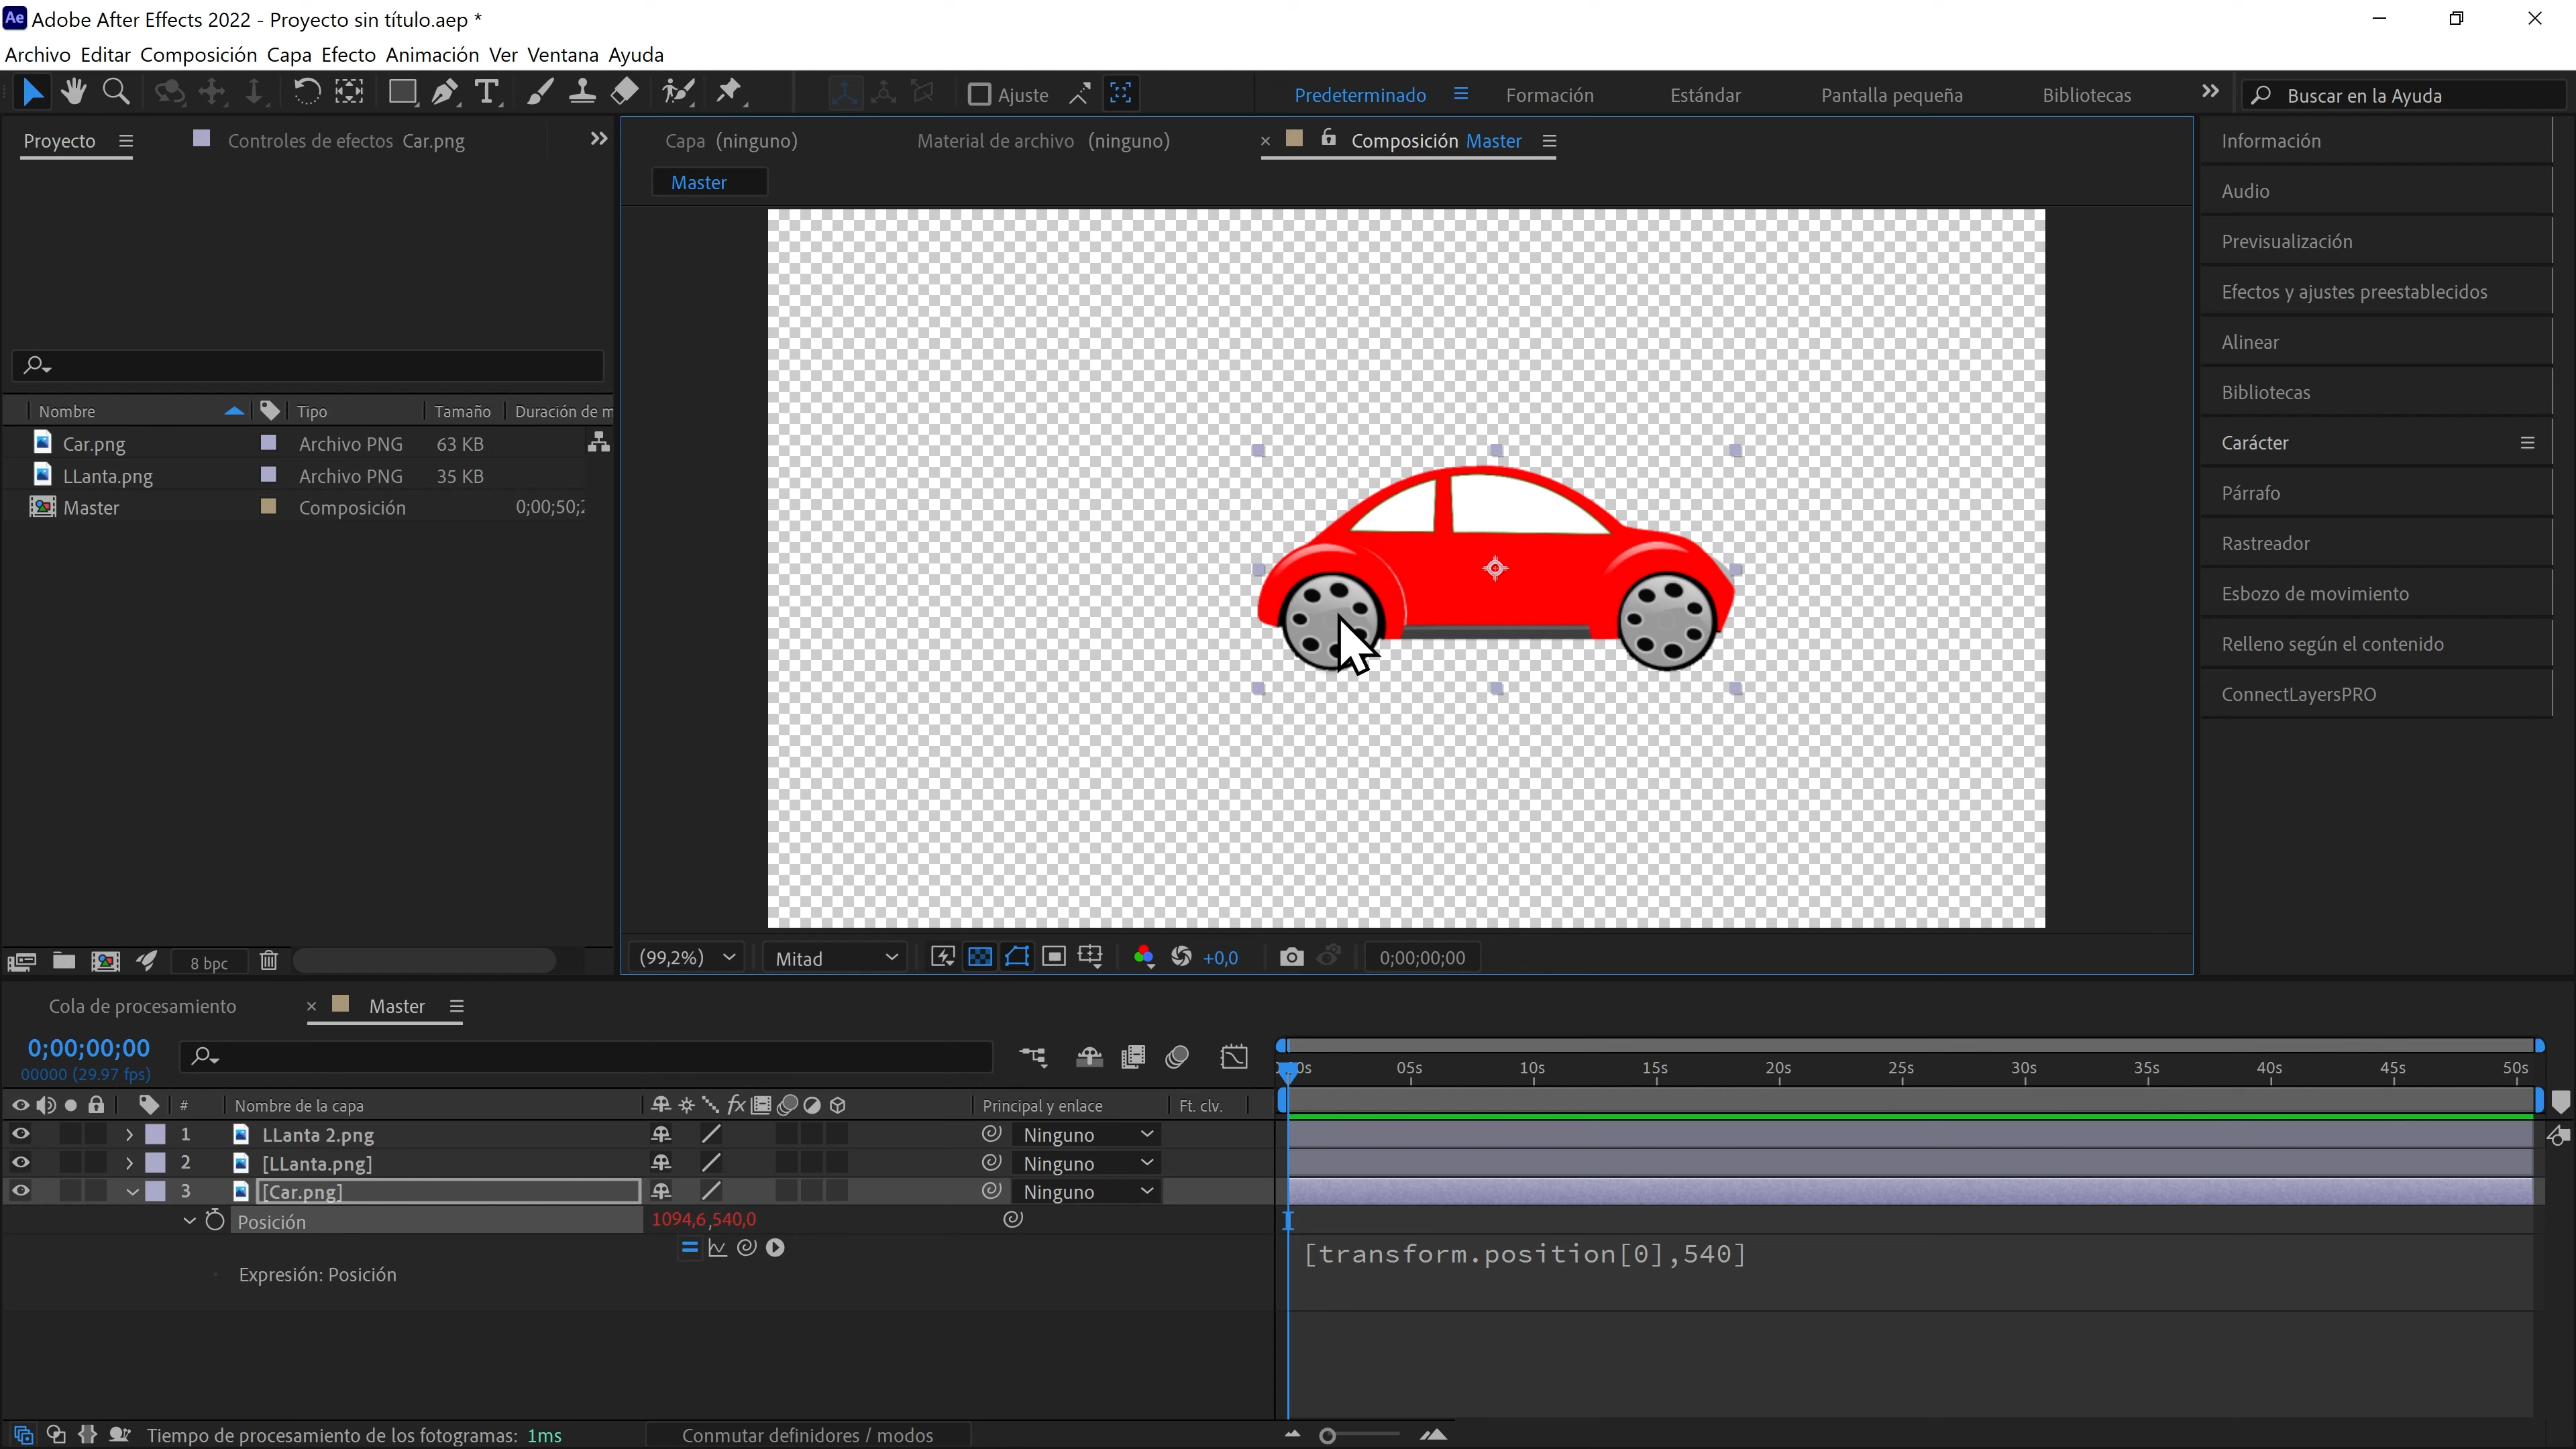 Ae Adobe After Effects 2022 - Proyecto sin título.aep *
Archivo Editar Composición Capa Efecto Animación Ver Ventana Ayuda
Ajuste Predeterminado Formación Estándar Pantalla pequeña Bibliotecas Buscar en la Ayuda
Proyecto Controles de efectos Car.png
Capa (ninguno) Material de archivo (ninguno) Composición Master
Master
Nombre Tipo Tamaño Duración de m
Car.png Archivo PNG 63 KB
LLanta.png Archivo PNG 35 KB
Master Composición 0;00;50;
8 bpc
(99,2%) Mitad +0,0 0;00;00;00
Información
Audio
Previsualización
Efectos y ajustes preestablecidos
Alinear
Bibliotecas
Carácter
Párrafo
Rastreador
Esbozo de movimiento
Relleno según el contenido
ConnectLayersPRO
Cola de procesamiento Master
0;00;00;00
00000 (29.97 fps)
05s 10s 15s 20s 25s 30s 35s 40s 45s 50s
# Nombre de la capa Principal y enlace Ft. clv.
1 LLanta 2.png Ninguno
2 [LLanta.png] Ninguno
3 [Car.png] Ninguno
Posición 1094,6,540,0
[transform.position[0],540]
Expresión: Posición
Tiempo de procesamiento de los fotogramas: 1ms Conmutar definidores / modos